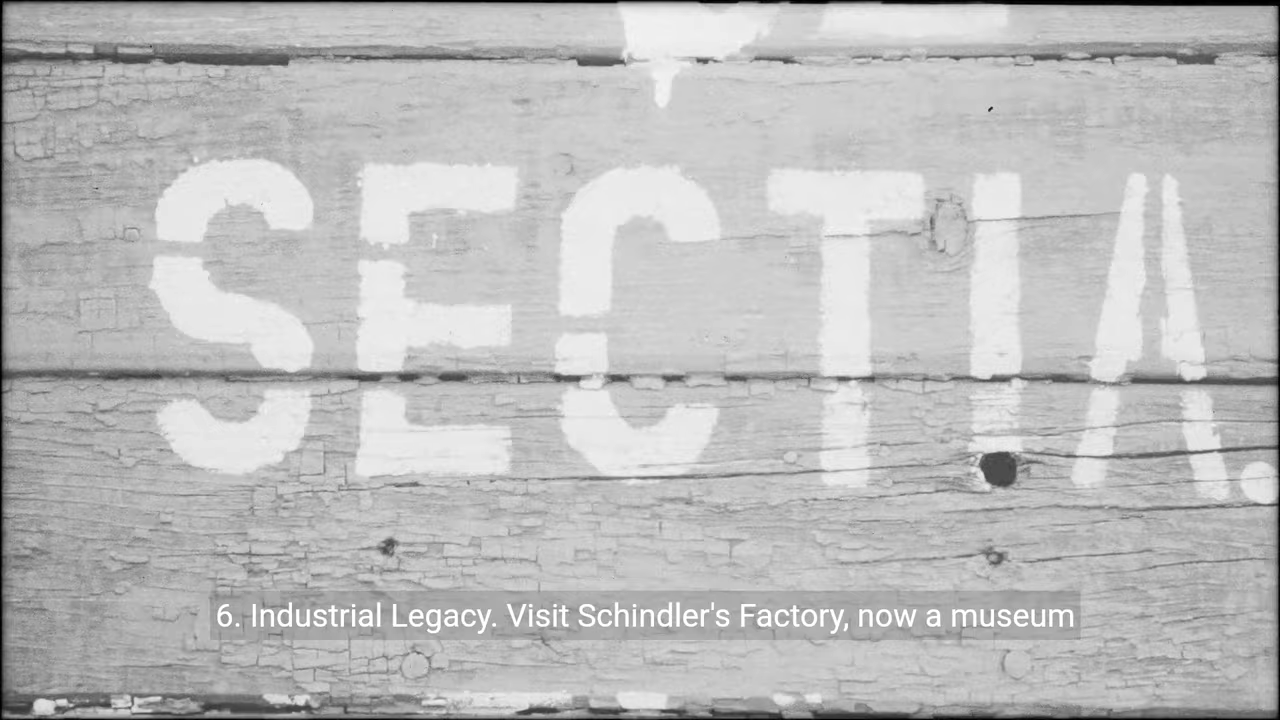 SECTIA.
6. Industrial Legacy. Visit Schindler's Factory, now a museum